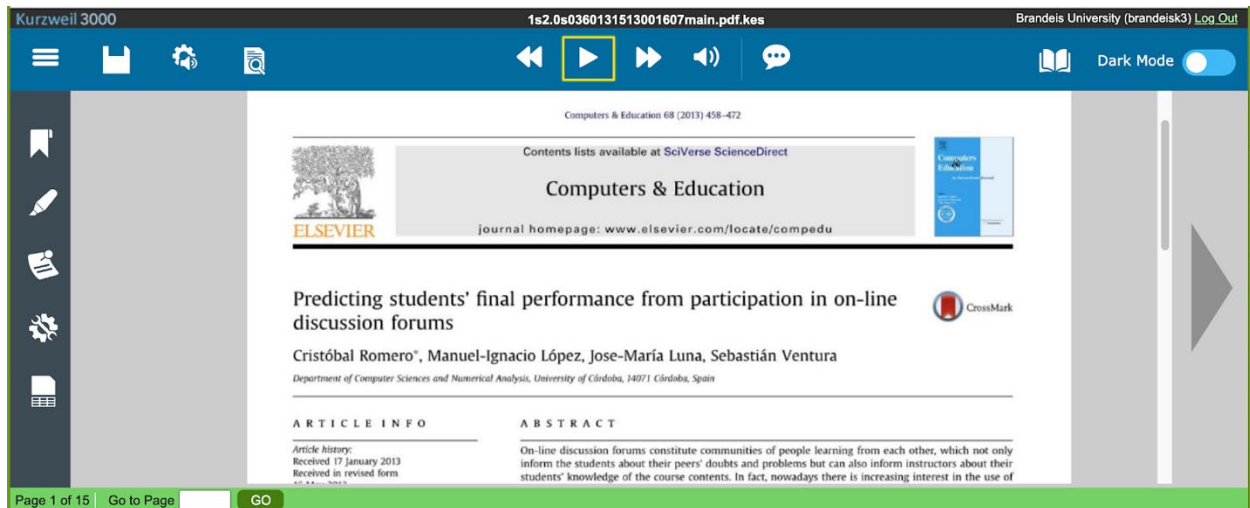 Kurzweil 3000
1s2.0s0360131513001607main.pdf.kes
Brandeis University (brandeisk3) Log Out
Dark Mode
Computers & Education 68 (2013) 458–472
Contents lists available at SciVerse ScienceDirect
Computers & Education
journal homepage: www.elsevier.com/locate/compedu
ELSEVIER
Computers
&
Education
Predicting students' final performance from participation in on-line
discussion forums
CrossMark
Cristóbal Romero*, Manuel-Ignacio López, Jose-María Luna, Sebastián Ventura
Department of Computer Sciences and Numerical Analysis, University of Córdoba, 14071 Córdoba, Spain
ARTICLE INFO
Article history:
Received 17 January 2013
Received in revised form
ABSTRACT
On-line discussion forums constitute communities of people learning from each other, which not only
inform the students about their peers' doubts and problems but can also inform instructors about their
students' knowledge of the course contents. In fact, nowadays there is increasing interest in the use of
Page 1 of 15
Go to Page
GO